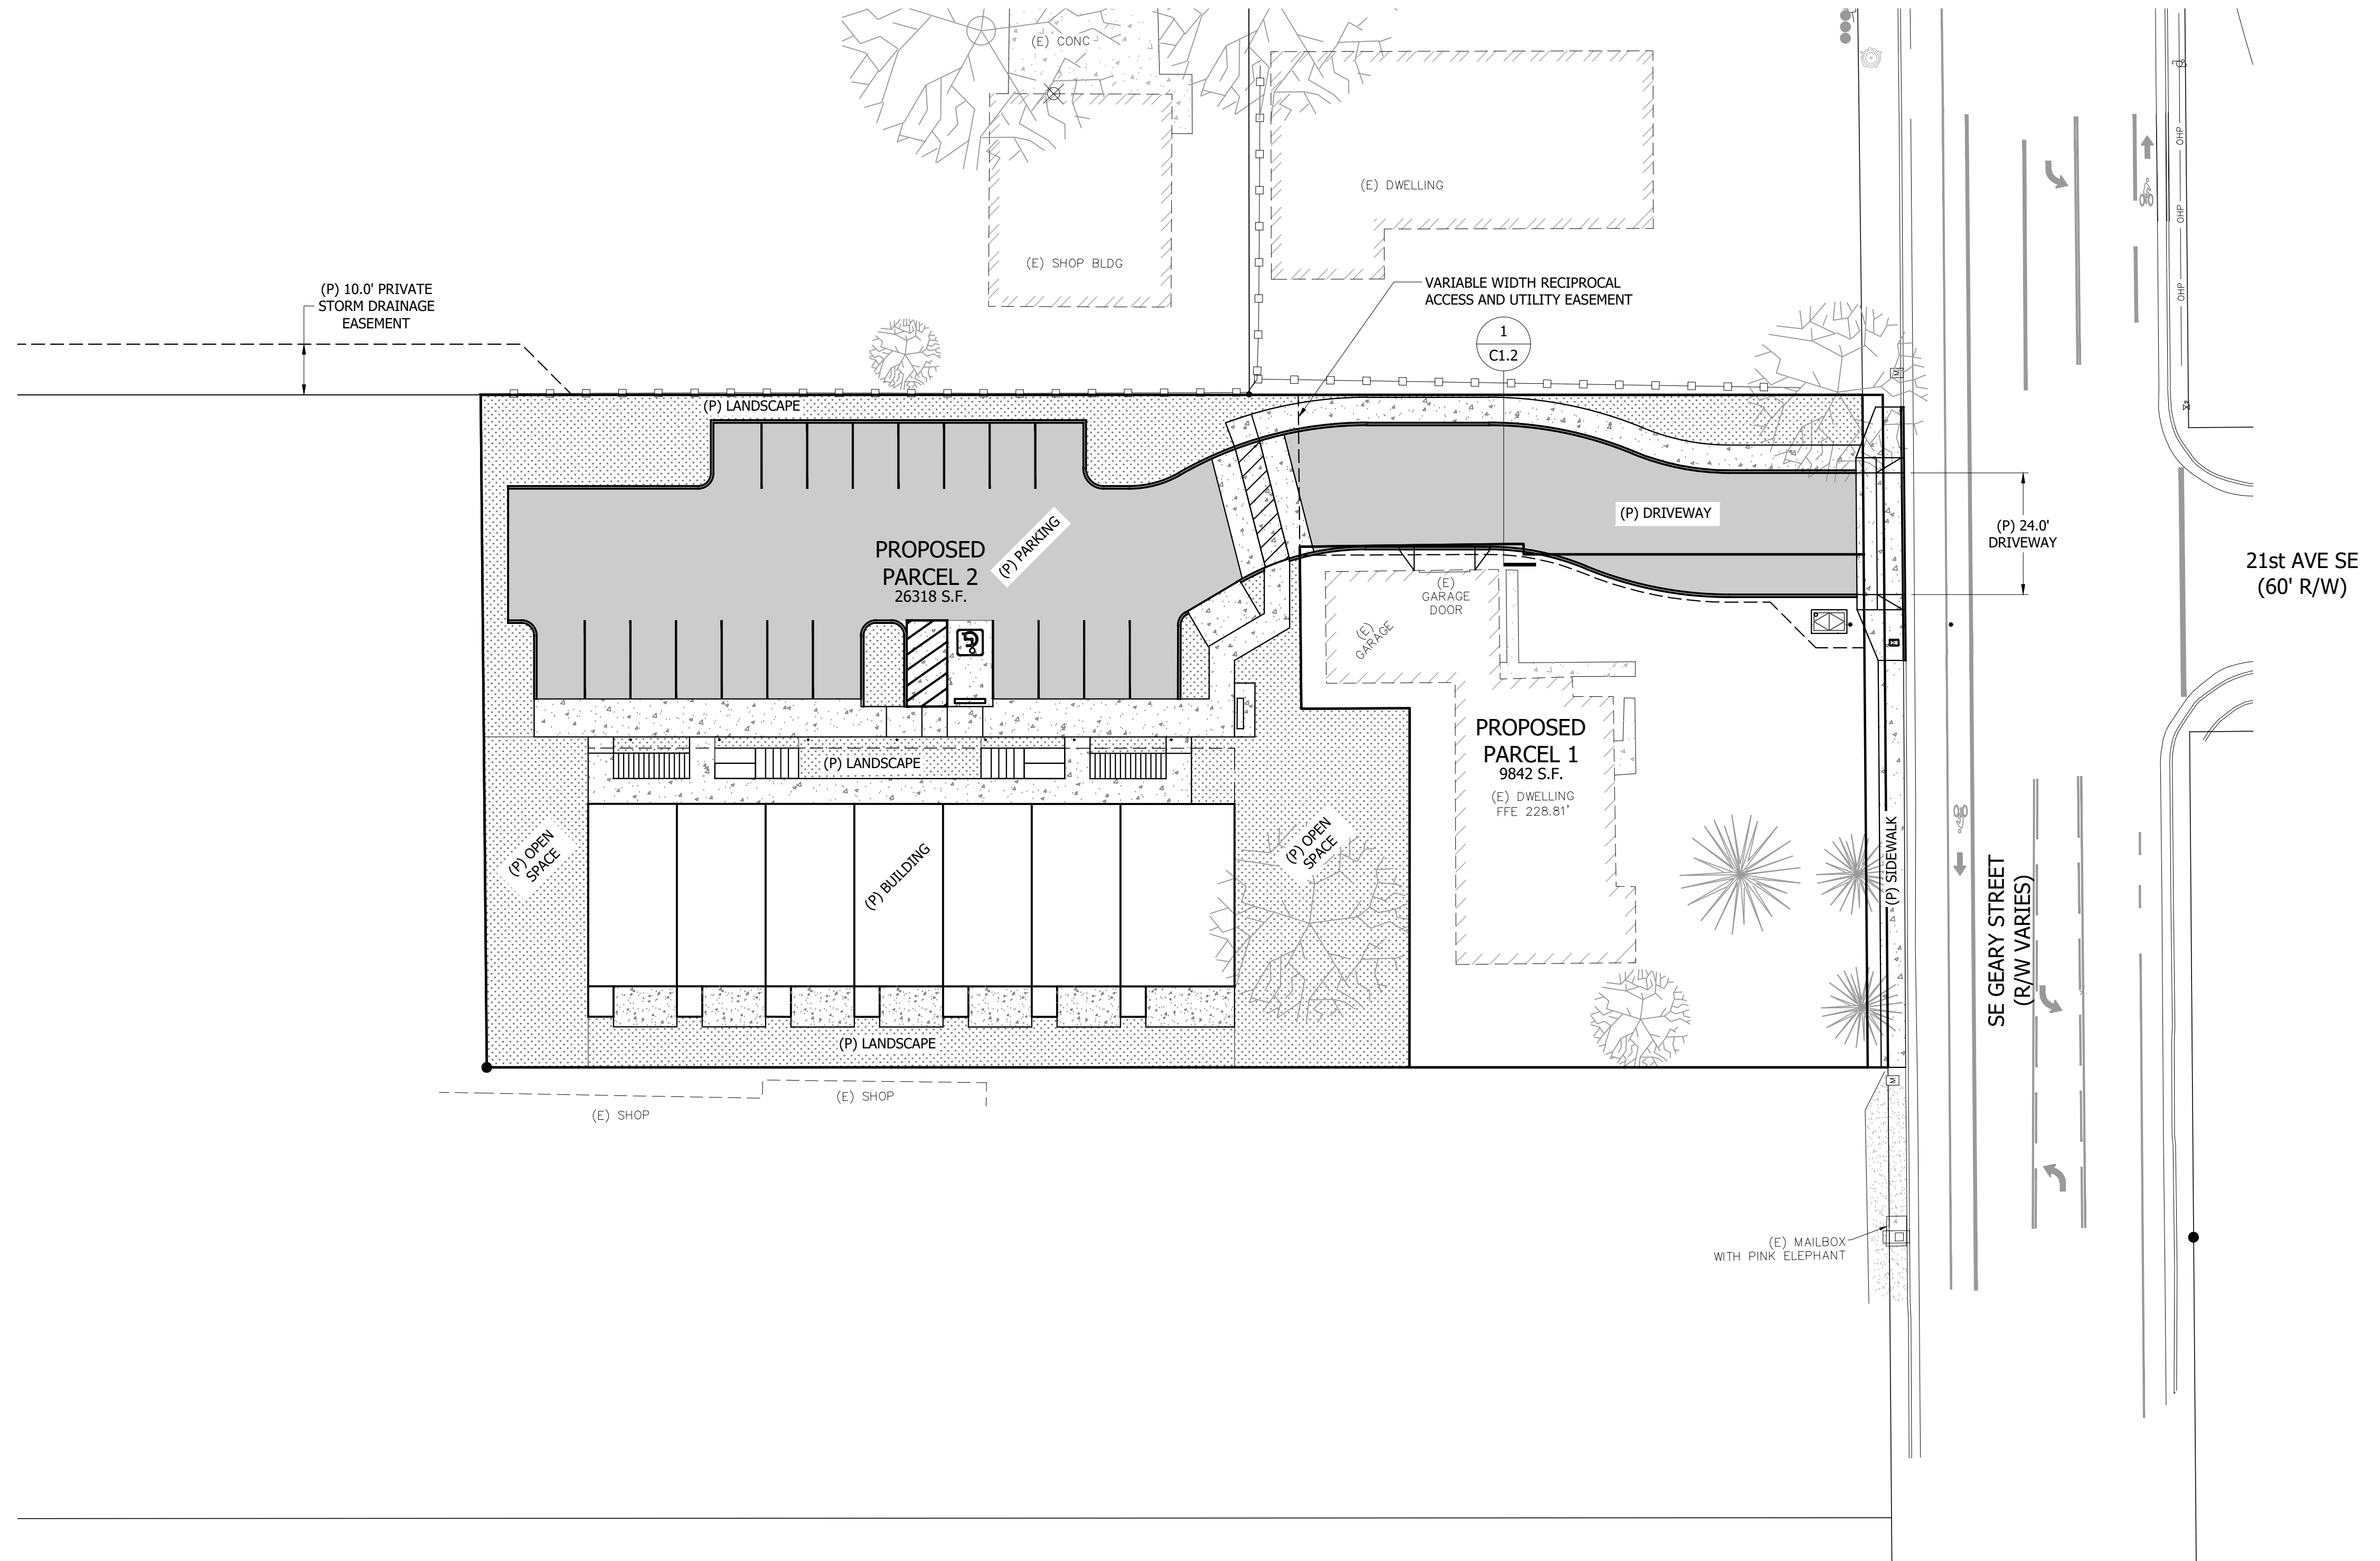 (E) CONC
(E) DWELLING
(E) SHOP BLDG
OHP
OHP
OHP
(P) 10.0' PRIVATE
STORM DRAINAGE
EASEMENT
VARIABLE WIDTH RECIPROCAL
ACCESS AND UTILITY EASEMENT
1
C1.2
M
(P) LANDSCAPE
(P) DRIVEWAY
(P) 24.0'
DRIVEWAY
21st AVE SE
(60' R/W)
PROPOSED
PARCEL 2
26318 S.F.
(P) PARKING
(E)
GARAGE
DOOR
(E)
GARAGE
PROPOSED
PARCEL 1
9842 S.F.
(E) DWELLING
FFE 228.81'
(P) LANDSCAPE
(P) OPEN
SPACE
(P) BUILDING
(P) OPEN
SPACE
(P) SIDEWALK
SE GEARY STREET
(R/W VARIES)
(P) LANDSCAPE
M
(E) SHOP
(E) SHOP
(E) MAILBOX
WITH PINK ELEPHANT